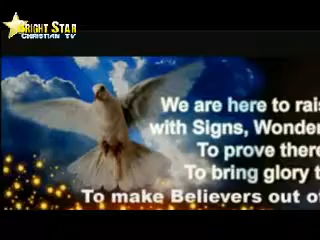 BRIGHT STAR
CHRISTIAN TV
We are here to rais
with Signs, Wonder
To prove there
To bring glory t
To make Believers out of